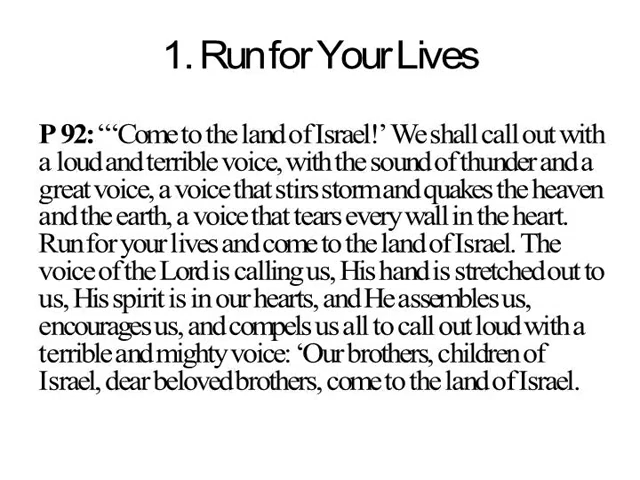 1. Run for Your Lives
P 92: “‘Come to the land of Israel!’ We shall call out with
a loud and terrible voice, with the sound of thunder and a
great voice, a voice that stirs storm and quakes the heaven
and the earth, a voice that tears every wall in the heart.
Run for your lives and come to the land of Israel. The
voice of the Lord is calling us, His hand is stretched out to
us, His spirit is in our hearts, and He assembles us,
encourages us, and compels us all to call out loud with a
terrible and mighty voice: ‘Our brothers, children of
Israel, dear beloved brothers, come to the land of Israel.